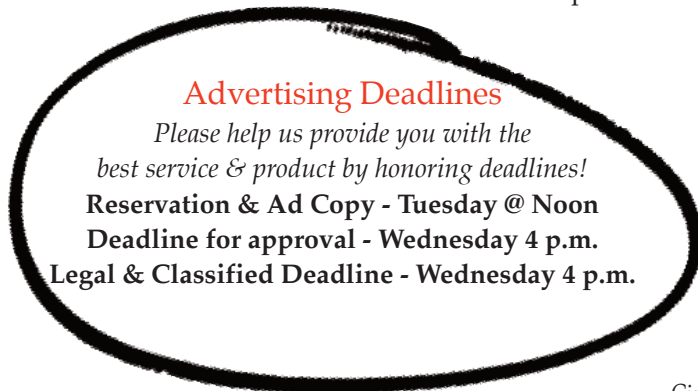 Advertising Deadlines
Please help us provide you with the
best service & product by honoring deadlines!
Reservation & Ad Copy - Tuesday @ Noon
Deadline for approval - Wednesday 4 p.m.
Legal & Classified Deadline - Wednesday 4 p.m.